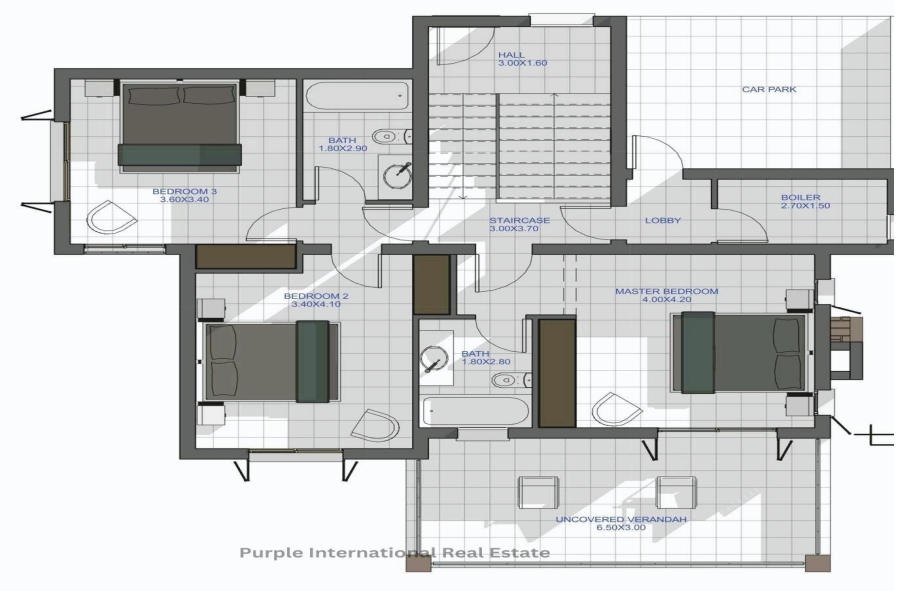 HALL
3.00X1.60
CAR PARK
BATH
1.80X2.90
BEDROOM 3
3.60X3.40
BOILER
2.70X1.50
STAIRCASE
3.00X3.70
LOBBY
BEDROOM 2
3.40X4.10
MASTER BEDROOM
4.00X4.20
BATH
1.80X2.80
UNCOVERED VERANDAH
6.50X3.00
Purple International Real Estate